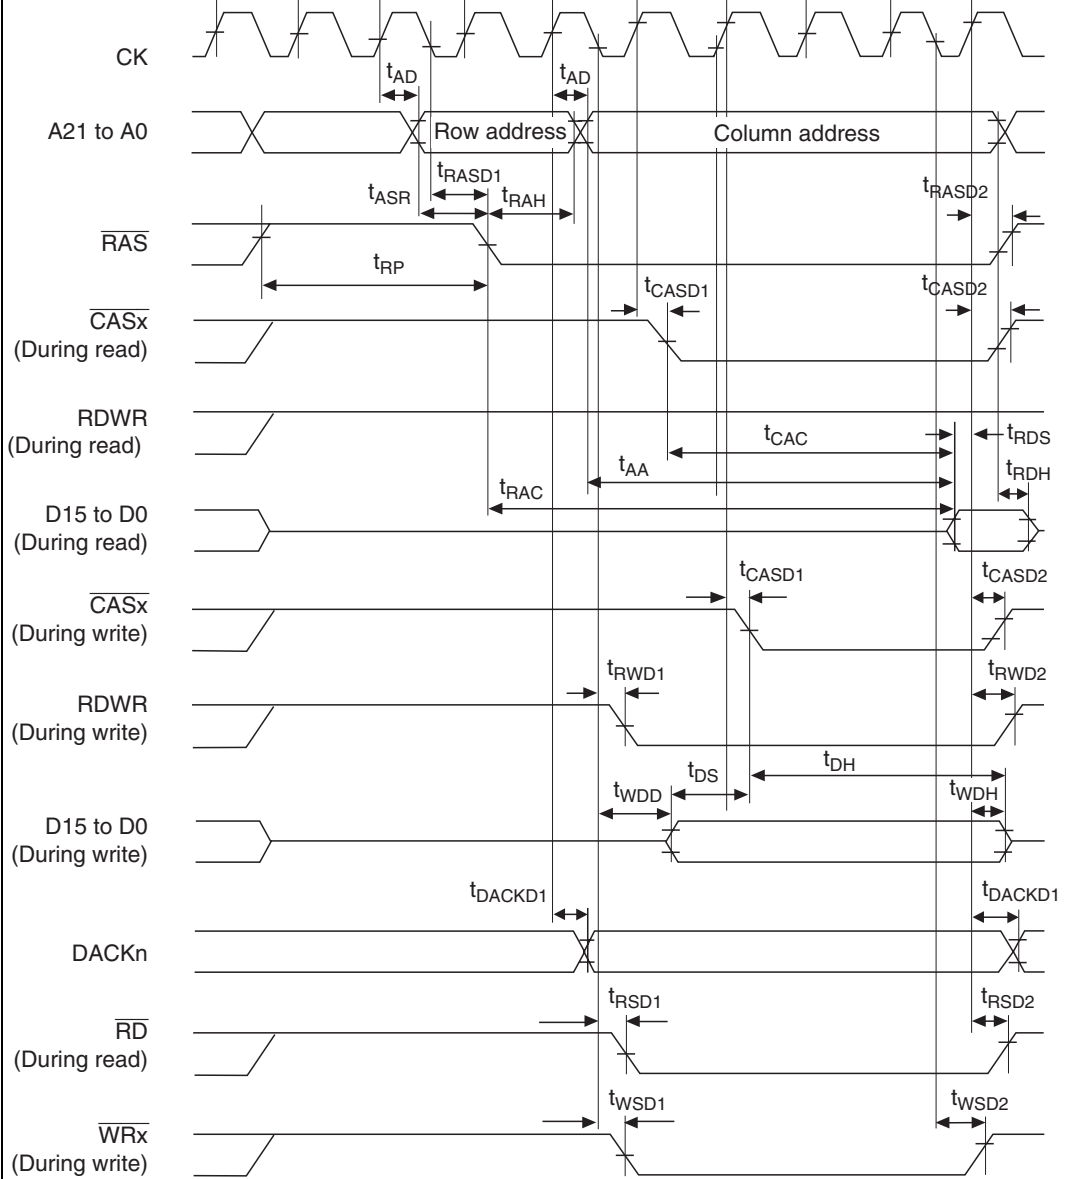 CK
tAD tAD
A21 to A0 Row address Column address
tRASD1 tRASD2
tASR tRAH
RAS
tRP
tCASD1 tCASD2
CASx
(During read)
RDWR
(During read)
tCAC tRDS
tAA tRDH
tRAC
D15 to D0
(During read)
tCASD1 tCASD2
CASx
(During write)
tRWD1 tRWD2
RDWR
(During write)
tDS tDH
tWDD tWDH
D15 to D0
(During write)
tDACKD1 tDACKD1
DACKn
tRSD1 tRSD2
RD
(During read)
tWSD1 tWSD2
WRx
(During write)